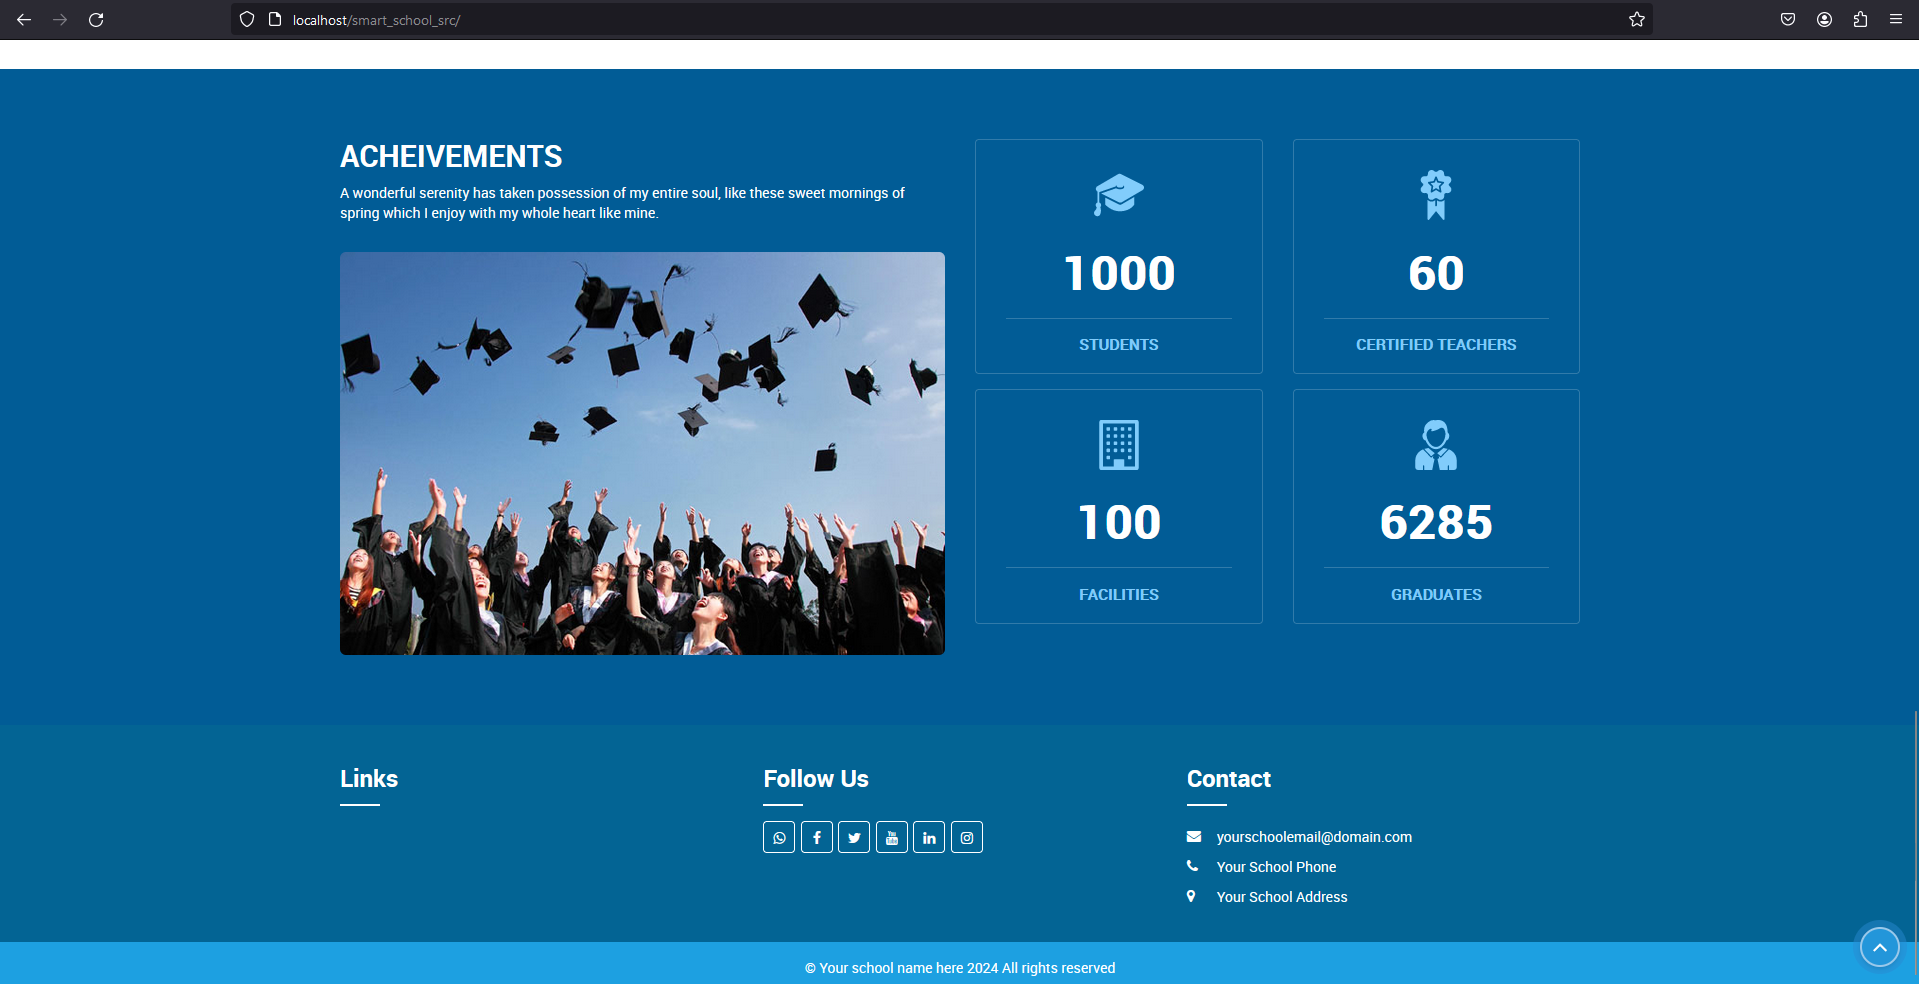 localhost/smart_school_src/
ACHEIVEMENTS
A wonderful serenity has taken possession of my entire soul, like these sweet mornings of
spring which I enjoy with my whole heart like mine.
1000
STUDENTS
60
CERTIFIED TEACHERS
100
FACILITIES
6285
GRADUATES
Links
Follow Us
You
Tube
Contact
yourschoolemail@domain.com
Your School Phone
Your School Address
© Your school name here 2024 All rights reserved